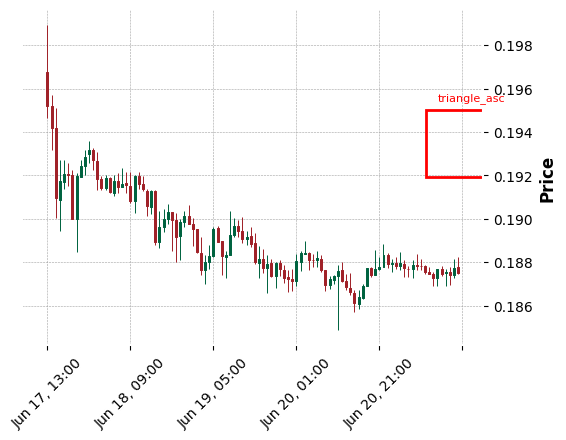 triangle_asc
0.198
0.196
0.194
0.192
0.190
0.188
0.186
Price
Jun 17, 13:00
Jun 18, 09:00
Jun 19, 05:00
Jun 20, 01:00
Jun 20, 21:00